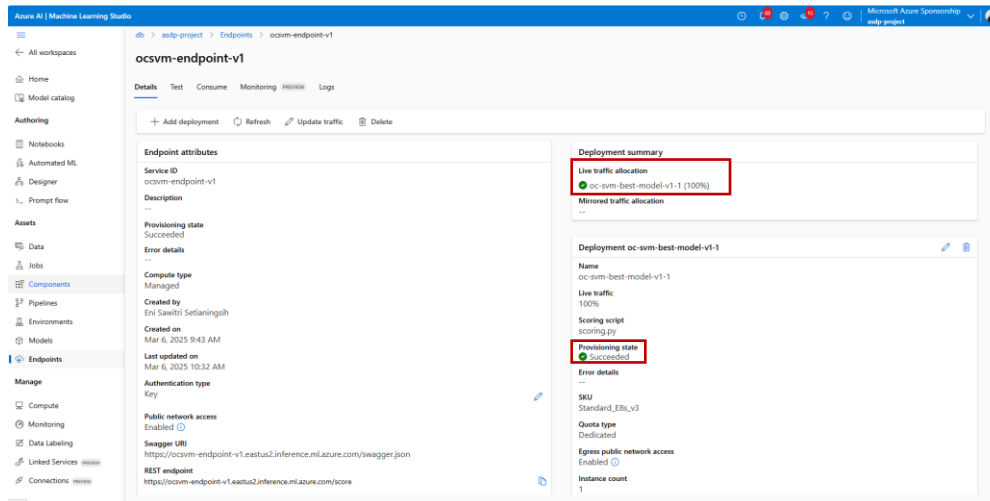 Azure AI | Machine Learning Studio
Microsoft Azure Sponsorship
asdp-project
All workspaces
Home
Model catalog
Authoring
Notebooks
Automated ML
Designer
Prompt flow
Assets
Data
Jobs
Components
Pipelines
Environments
Models
Endpoints
Manage
Compute
Monitoring
Data Labeling
Linked Services PREVIEW
Connections PREVIEW
db > asdp-project > Endpoints > ocsvm-endpoint-v1
ocsvm-endpoint-v1
Details Test Consume Monitoring PREVIEW Logs
Add deployment Refresh Update traffic Delete
Endpoint attributes
Service ID
ocsvm-endpoint-v1
Description
--
Provisioning state
Succeeded
Error details
--
Compute type
Managed
Created by
Eni Sawitri Setianingsih
Created on
Mar 6, 2025 9:43 AM
Last updated on
Mar 6, 2025 10:32 AM
Authentication type
Key
Public network access
Enabled
Swagger URI
https://ocsvm-endpoint-v1.eastus2.inference.ml.azure.com/swagger.json
REST endpoint
https://ocsvm-endpoint-v1.eastus2.inference.ml.azure.com/score
Deployment summary
Live traffic allocation
oc-svm-best-model-v1-1 (100%)
Mirrored traffic allocation
--
Deployment oc-svm-best-model-v1-1
Name
oc-svm-best-model-v1-1
Live traffic
100%
Scoring script
scoring.py
Provisioning state
Succeeded
Error details
--
SKU
Standard_E8s_v3
Quota type
Dedicated
Egress public network access
Enabled
Instance count
1